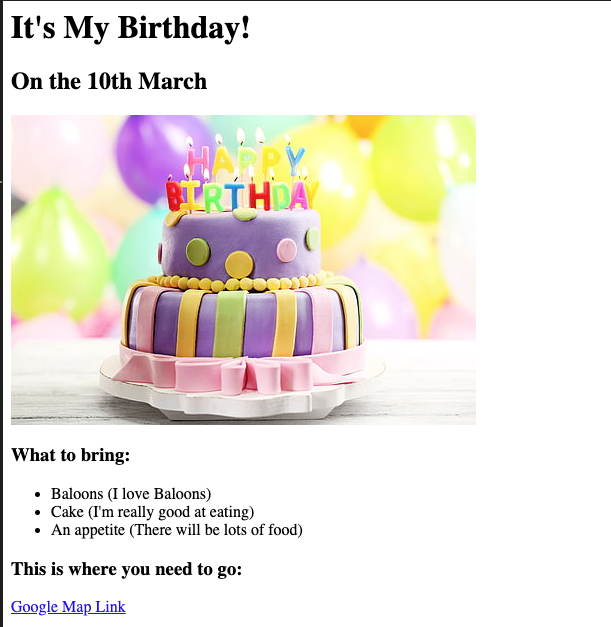 It's My Birthday!
On the 10th March
HAPPY
BIRTHDAY
What to bring:
Baloons (I love Baloons)
Cake (I'm really good at eating)
An appetite (There will be lots of food)
This is where you need to go:
Google Map Link